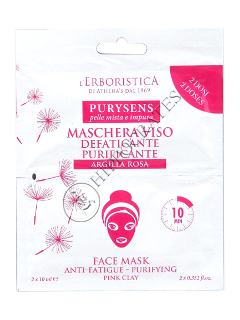 L'ERBORISTICA
DI ATHENA'S DAL 1969
2 DOSI
2 DOSES
PURYSENS
pelle mista e impura
MASCHERA VISO
DEFATICANTE
PURIFICANTE
ARGILLA ROSA
10
MIN
FACE MASK
ANTI-FATIGUE - PURIFYING
PINK CLAY
2 x 10 ml ℮
2 x 0.352 fl.oz.